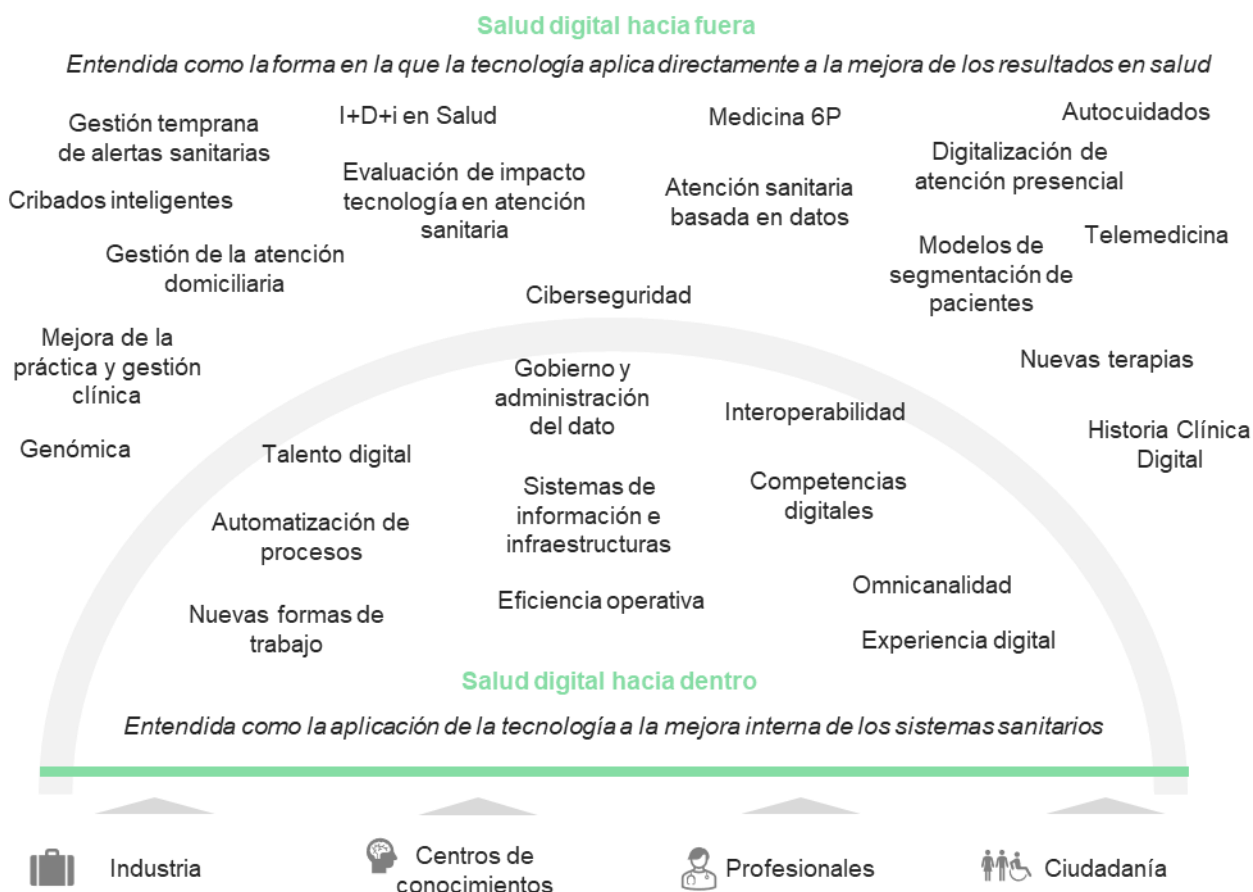 Salud digital hacia fuera
Entendida como la forma en la que la tecnología aplica directamente a la mejora de los resultados en salud
Gestión temprana
de alertas sanitarias
I+D+i en Salud
Medicina 6P
Autocuidados
Cribados inteligentes
Evaluación de impacto
tecnología en atención
sanitaria
Atención sanitaria
basada en datos
Digitalización de
atención presencial
Gestión de la atención
domiciliaria
Ciberseguridad
Modelos de
segmentación de
pacientes
Telemedicina
Mejora de la
práctica y gestión
clínica
Nuevas terapias
Genómica
Historia Clínica
Digital
Gobierno y
administración
del dato
Interoperabilidad
Talento digital
Sistemas de
información e
infraestructuras
Competencias
digitales
Automatización de
procesos
Nuevas formas de
trabajo
Eficiencia operativa
Omnicanalidad
Experiencia digital
Salud digital hacia dentro
Entendida como la aplicación de la tecnología a la mejora interna de los sistemas sanitarios
Industria
Centros de
conocimientos
Profesionales
Ciudadanía